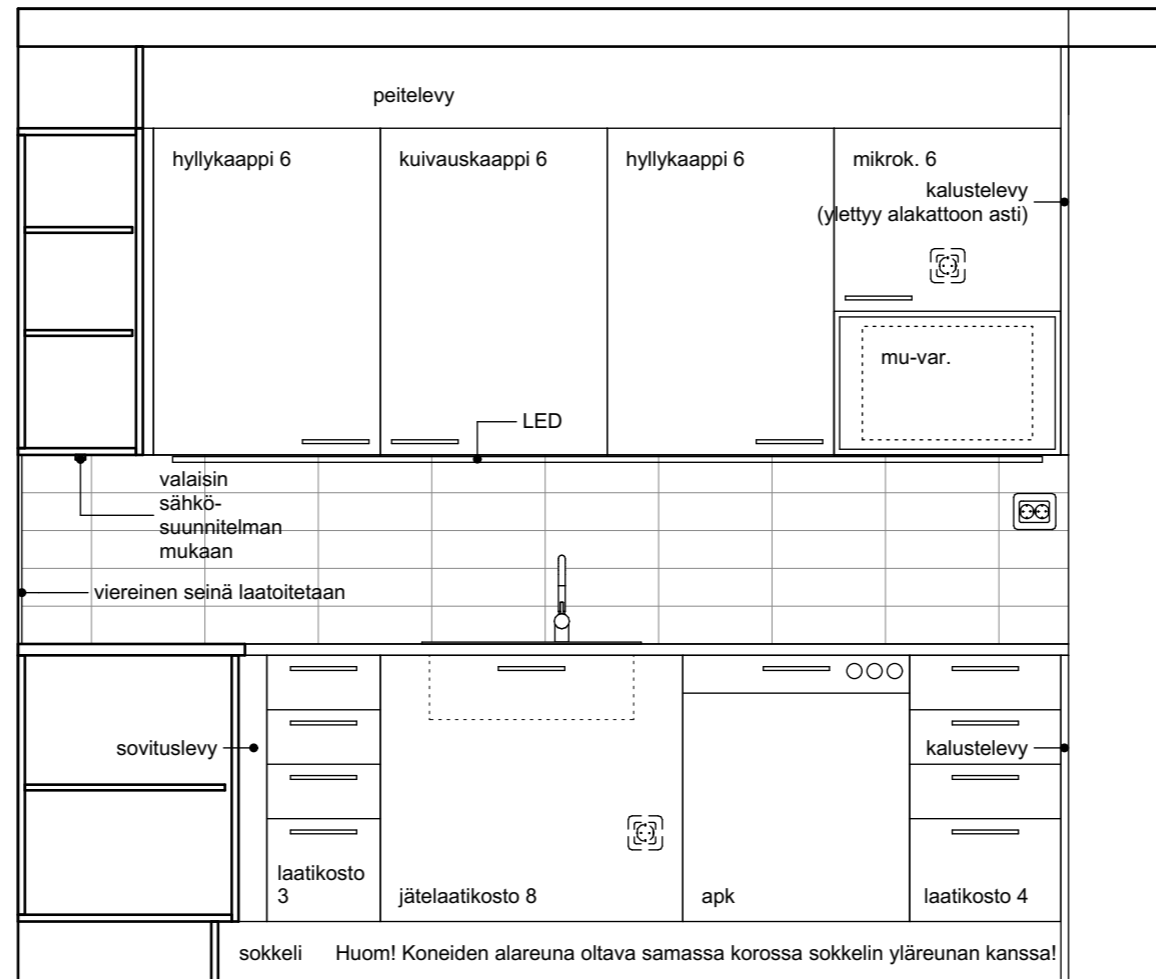 peitelevy
hyllykaappi 6
kuivauskaappi 6
hyllykaappi 6
mikrok. 6
kalustelevy
(ylettyy alakattoon asti)
mu-var.
LED
valaisin
sähkö-
suunnitelman
mukaan
viereinen seinä laatoitetaan
sovituslevy
kalustelevy
laatikosto
3
jätelaatikosto 8
apk
laatikosto 4
sokkeli
Huom! Koneiden alareuna oltava samassa korossa sokkelin yläreunan kanssa!